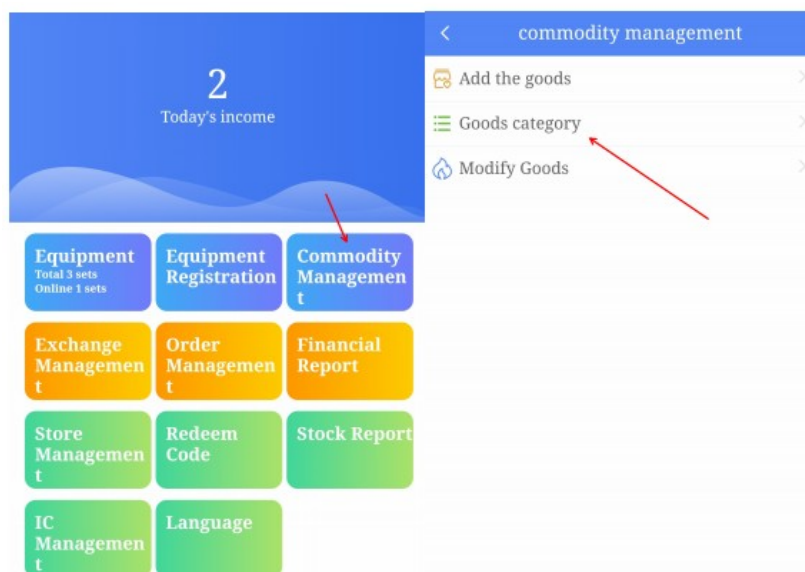 2
Today's income
Equipment
Total 3 sets
Online 1 sets
Equipment
Registration
Commodity
Managemen
t
Exchange
Managemen
t
Order
Managemen
t
Financial
Report
Store
Managemen
t
Redeem
Code
Stock Report
IC
Managemen
t
Language
commodity management
Add the goods
Goods category
Modify Goods